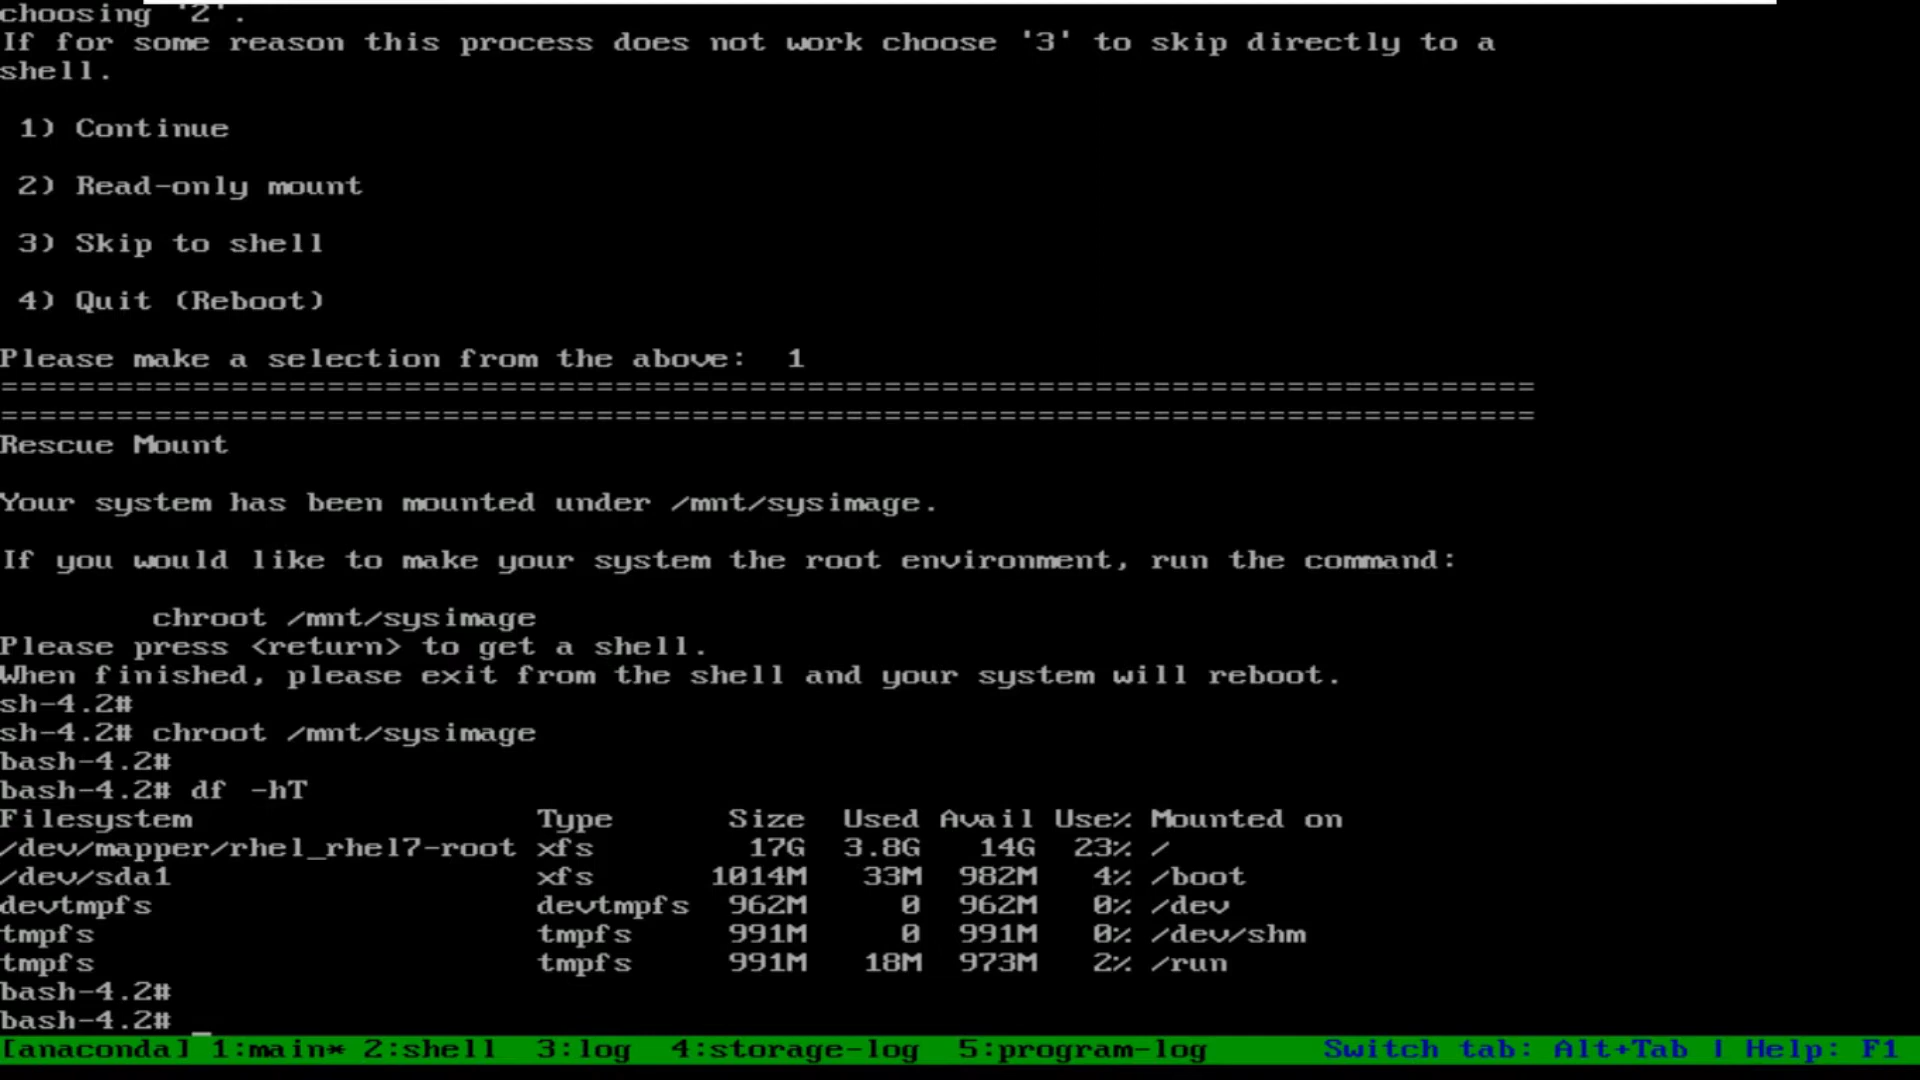 choosing '2'.
If for some reason this process does not work choose '3' to skip directly to a
shell.
1) Continue
2) Read-only mount
3) Skip to shell
4) Quit (Reboot)
Please make a selection from the above:  1
================================================================================
================================================================================
Rescue Mount
Your system has been mounted under /mnt/sysimage.
If you would like to make your system the root environment, run the command:
chroot /mnt/sysimage
Please press <return> to get a shell.
When finished, please exit from the shell and your system will reboot.
sh-4.2#
sh-4.2# chroot /mnt/sysimage
bash-4.2#
bash-4.2# df -hT
Filesystem                  Type      Size  Used Avail Use% Mounted on
/dev/mapper/rhel_rhel7-root xfs        17G  3.8G   14G  23% /
/dev/sda1                   xfs      1014M   33M  982M   4% /boot
devtmpfs                    devtmpfs  962M     0  962M   0% /dev
tmpfs                       tmpfs     991M     0  991M   0% /dev/shm
tmpfs                       tmpfs     991M   18M  973M   2% /run
bash-4.2#
bash-4.2# _
[anaconda] 1:main* 2:shell  3:log  4:storage-log  5:program-log      Switch tab: Alt+Tab | Help: F1